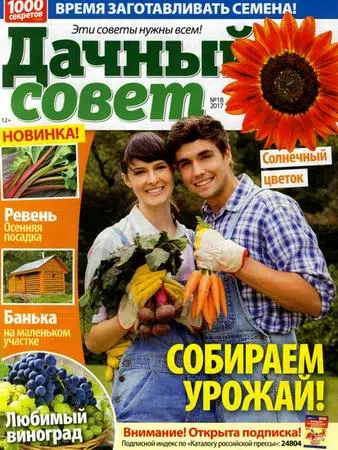 1000
секретов
ВРЕМЯ ЗАГОТАВЛИВАТЬ СЕМЕНА!
Эти советы нужны всем!
Дачный
совет
№18
2017
12+
НОВИНКА!
Солнечный
цветок
Ревень
Осенняя
посадка
Банька
на маленьком
участке
СОБИРАЕМ
УРОЖАЙ!
Любимый
виноград
Внимание! Открыта подписка!
Подписной индекс по «Каталогу российской прессы»: 24804